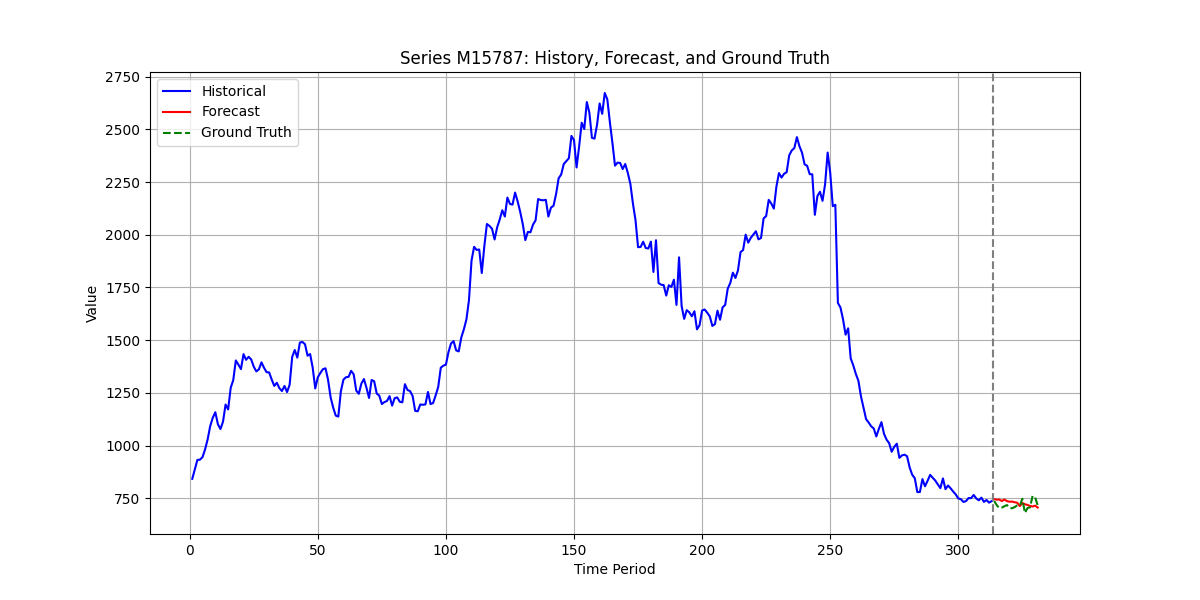 Series M15787: History, Forecast, and Ground Truth
Historical
Forecast
Ground Truth
Value
2750
2500
2250
2000
1750
1500
1250
1000
750
0 50 100 150 200 250 300
Time Period